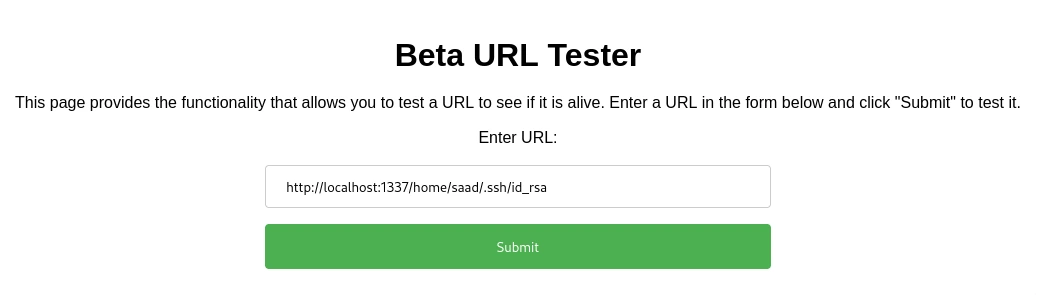 Beta URL Tester
This page provides the functionality that allows you to test a URL to see if it is alive. Enter a URL in the form below and click "Submit" to test it.
Enter URL:
http://localhost:1337/home/saad/.ssh/id_rsa
Submit